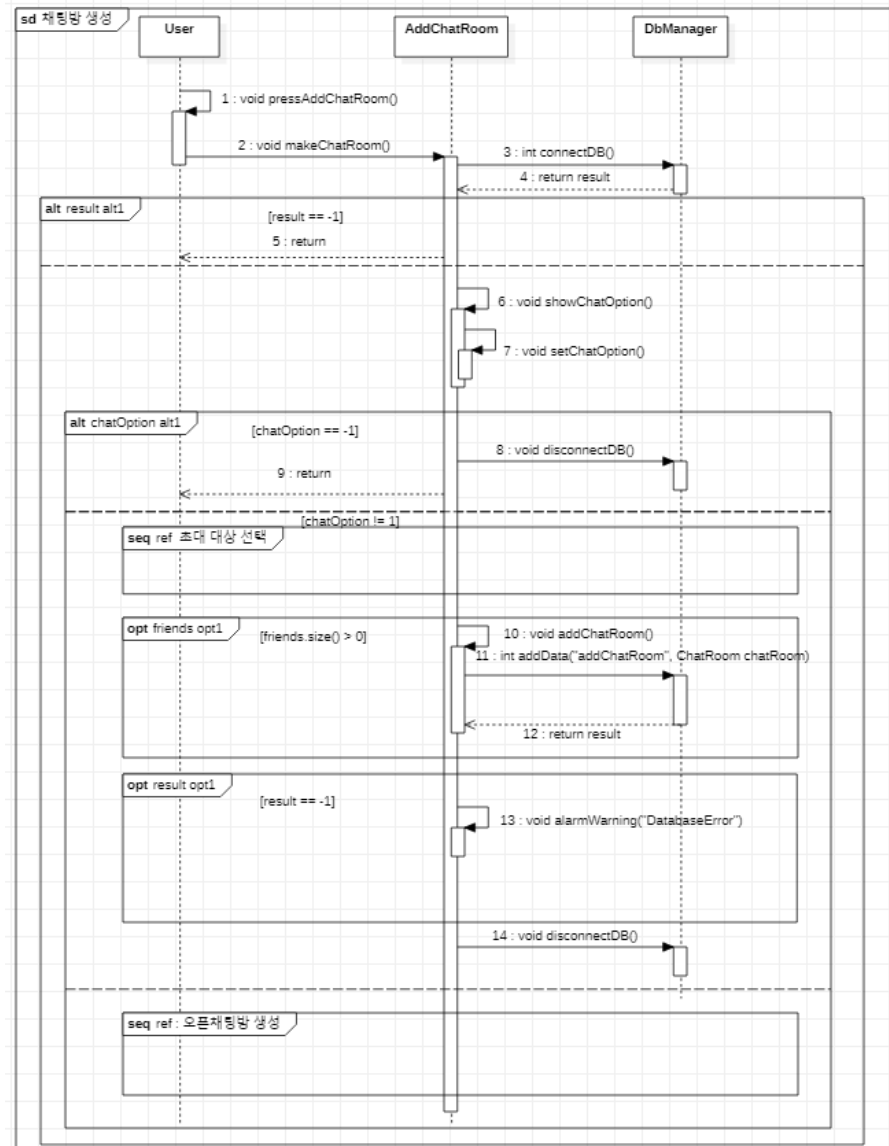 sd 채팅방 생성
User
AddChatRoom
DbManager
1 : void pressAddChatRoom()
2 : void makeChatRoom()
3 : int connectDB()
4 : return result
alt result alt1
[result == -1]
5 : return
6 : void showChatOption()
7 : void setChatOption()
alt chatOption alt1
[chatOption == -1]
8 : void disconnectDB()
9 : return
[chatOption != 1]
seq ref 초대 대상 선택
opt friends opt1
[friends.size() > 0]
10 : void addChatRoom()
11 : int addData("addChatRoom", ChatRoom chatRoom)
12 : return result
opt result opt1
[result == -1]
13 : void alarmWarning("DatabaseError")
14 : void disconnectDB()
seq ref : 오픈채팅방 생성